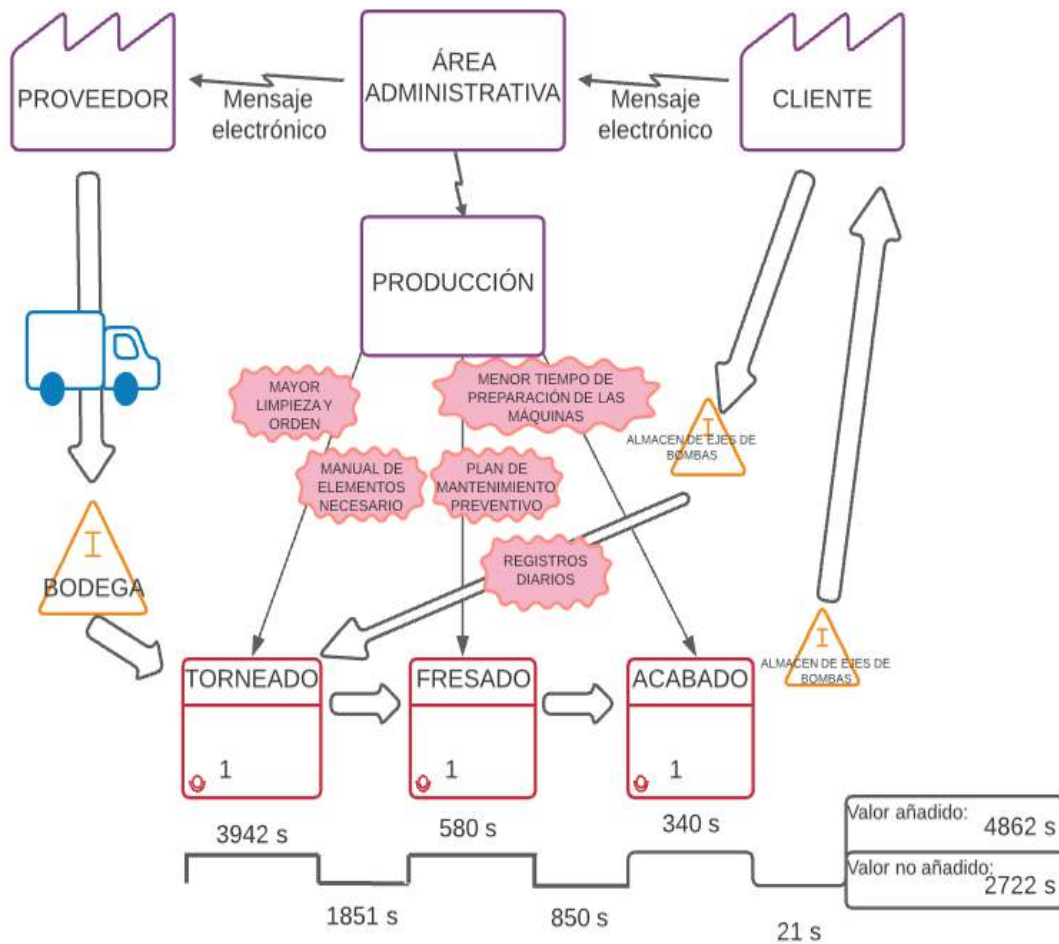 PROVEEDOR
Mensaje
electrónico
ÁREA
ADMINISTRATIVA
Mensaje
electrónico
CLIENTE
PRODUCCIÓN
MAYOR
LIMPIEZA Y
ORDEN
MENOR TIEMPO DE
PREPARACIÓN DE LAS
MÁQUINAS
MANUAL DE
ELEMENTOS
NECESARIO
PLAN DE
MANTENIMIENTO
PREVENTIVO
I
ALMACEN DE EJES DE
BOMBAS
REGISTROS
DIARIOS
I
BODEGA
I
ALMACEN DE EJES DE
BOMBAS
TORNEADO
1
FRESADO
1
ACABADO
1
3942 s
580 s
340 s
1851 s
850 s
21 s
Valor añadido:
4862 s
Valor no añadido:
2722 s